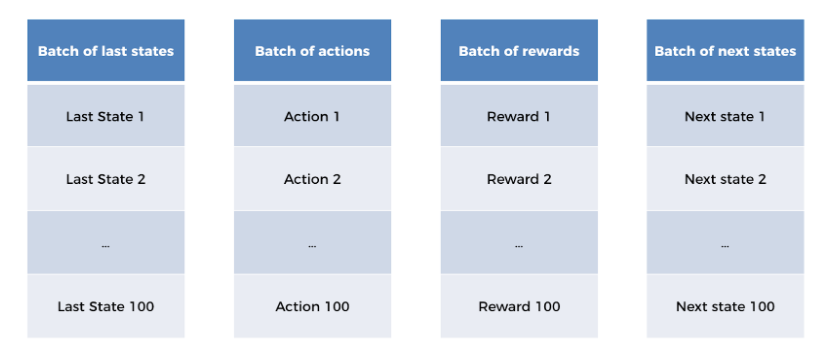 Batch of last states Batch of actions Batch of rewards Batch of next states
Last State 1 Action 1 Reward 1 Next state 1
Last State 2 Action 2 Reward 2 Next state 2
... ... ... ...
Last State 100 Action 100 Reward 100 Next state 100